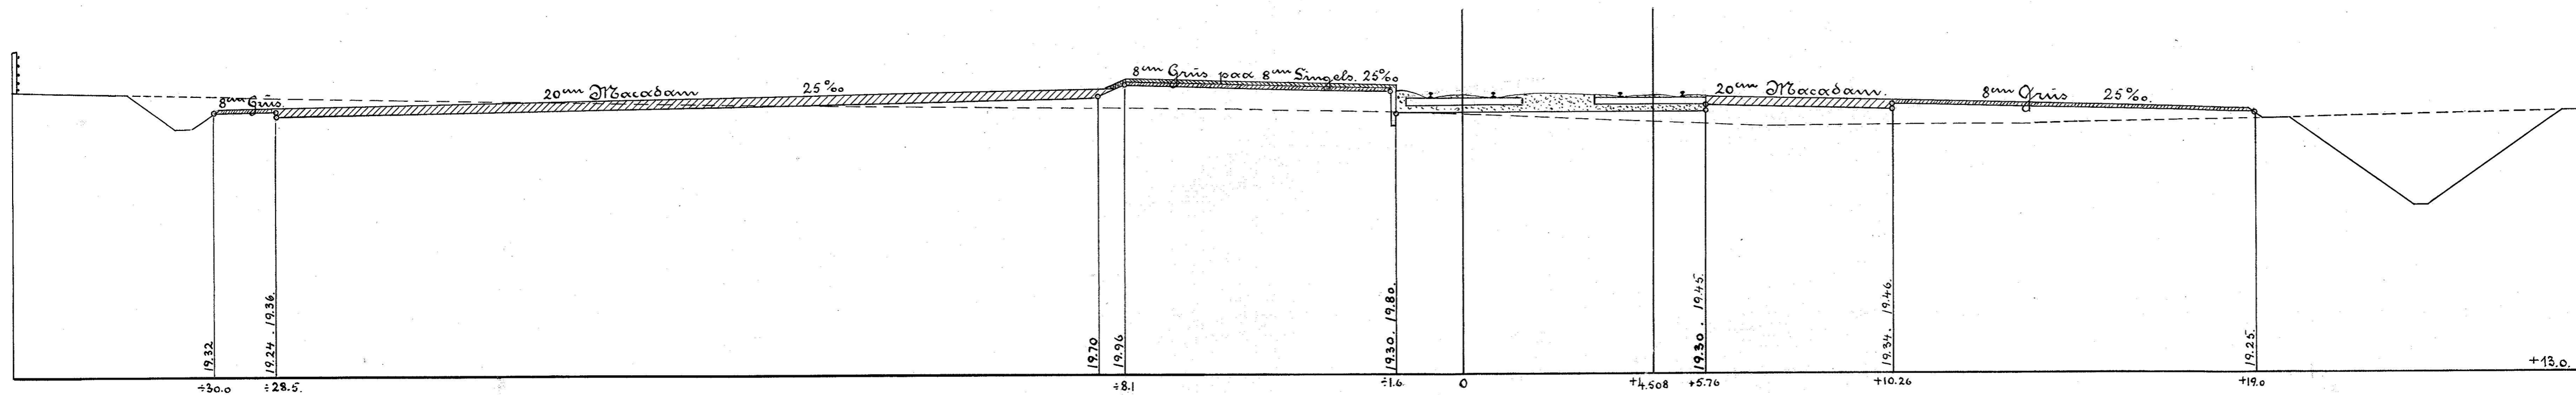 8cm Grus.
20cm Macadam 25‰
8cm Grus paa 8cm Singels. 25‰
20cm Macadam.
8cm Grus 25‰.
19.32
19.24 . 19.36.
19.70
19.96
19.30 . 19.80.
19.30 . 19.45.
19.34 . 19.46.
19.25.
+13.0.
÷30.0 ÷28.5. ÷8.1 ÷1.6 0 +4.508 +5.76 +10.26 +19.0